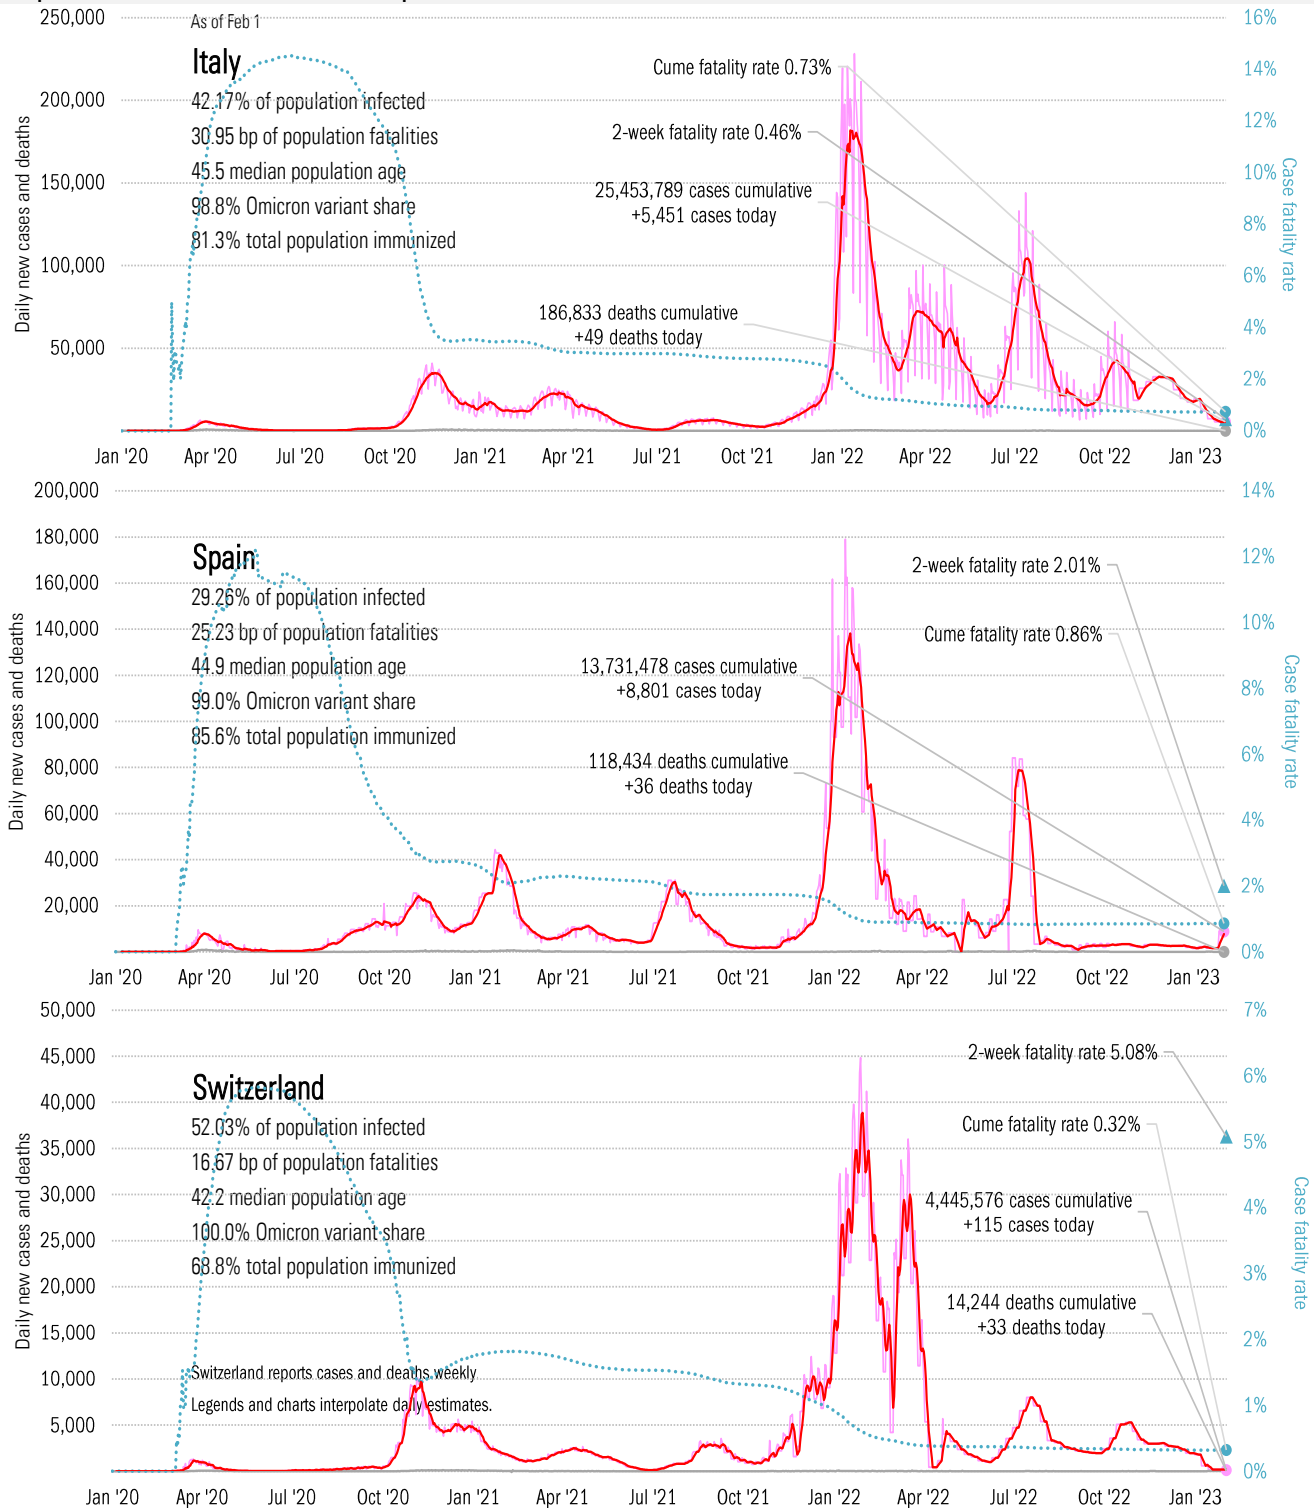 250,000
As of Feb 1
16%
Italy
14%
Cume fatality rate 0.73%
42.17% of population infected
200,000
12%
2-week fatality rate 0.46%
30.95 bp of population fatalities
45.5 median population age
10%
150,000
25,453,789 cases cumulative
+5,451 cases today
98.8% Omicron variant share
8%
81.3% total population immunized
100,000
6%
186,833 deaths cumulative
+49 deaths today
4%
50,000
2%
0%
Daily new cases and deaths
Case fatality rate
Jan '20 Apr '20 Jul '20 Oct '20 Jan '21 Apr '21 Jul '21 Oct '21 Jan '22 Apr '22 Jul '22 Oct '22 Jan '23
200,000
14%
180,000
Spain
12%
2-week fatality rate 2.01%
160,000
29.26% of population infected
10%
140,000
25.23 bp of population fatalities
Cume fatality rate 0.86%
44.9 median population age
13,731,478 cases cumulative
+8,801 cases today
120,000
8%
99.0% Omicron variant share
100,000
85.6% total population immunized
6%
118,434 deaths cumulative
+36 deaths today
80,000
60,000
4%
40,000
2%
20,000
0%
Daily new cases and deaths
Case fatality rate
Jan '20 Apr '20 Jul '20 Oct '20 Jan '21 Apr '21 Jul '21 Oct '21 Jan '22 Apr '22 Jul '22 Oct '22 Jan '23
50,000
7%
45,000
2-week fatality rate 5.08%
6%
Switzerland
40,000
52.03% of population infected
Cume fatality rate 0.32%
35,000
5%
16.67 bp of population fatalities
42.2 median population age
30,000
4,445,576 cases cumulative
+115 cases today
4%
100.0% Omicron variant share
25,000
68.8% total population immunized
3%
20,000
14,244 deaths cumulative
+33 deaths today
15,000
2%
Switzerland reports cases and deaths weekly.
10,000
Legends and charts interpolate daily estimates.
1%
5,000
0%
Daily new cases and deaths
Case fatality rate
Jan '20 Apr '20 Jul '20 Oct '20 Jan '21 Apr '21 Jul '21 Oct '21 Jan '22 Apr '22 Jul '22 Oct '22 Jan '23